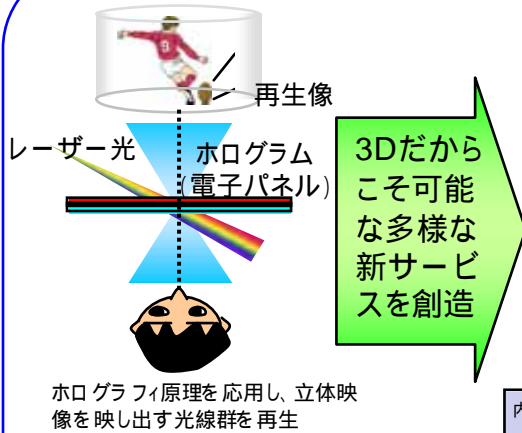 再生像
レーザー光
ホログラム
(電子パネル)
3Dだから
こそ可能
な多様な
新サービ
スを創造
ホログラフィ原理を応用し、立体映
像を映し出す光線群を再生
9